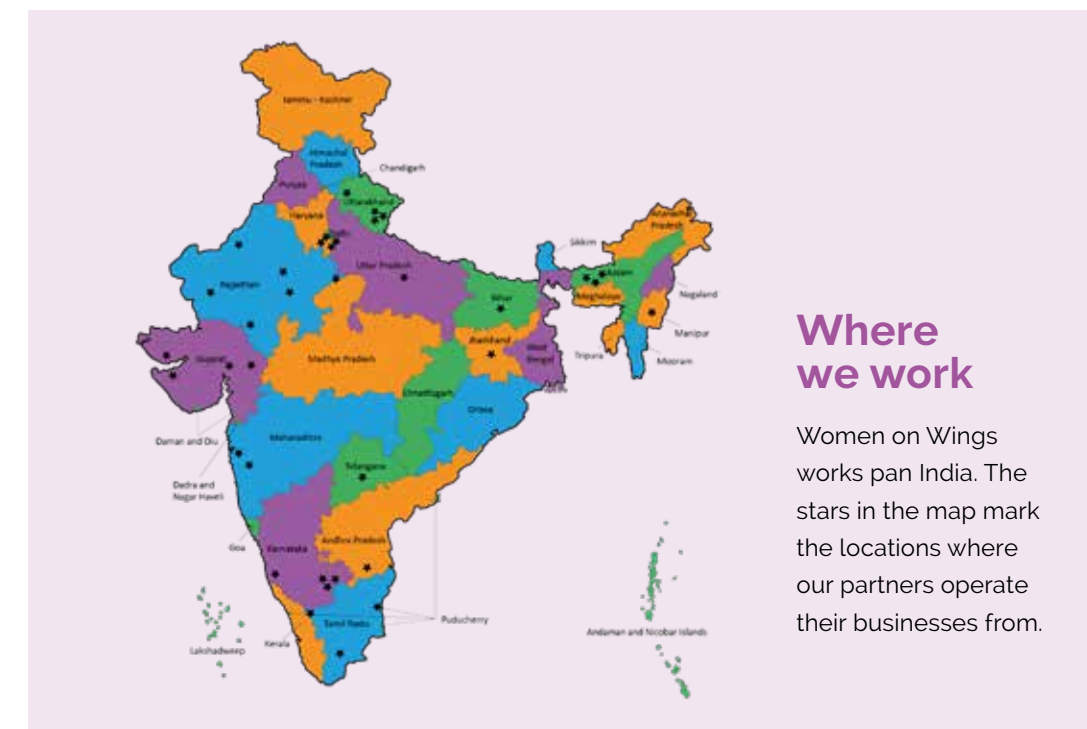 Jammu - Kashmir
Himachal
Pradesh
Chandigarh
Punjab
Uttarakhand
Haryana
Delhi
Arunachal
Pradesh
Sikkim
Uttar Pradesh
Assam
Rajasthan
Bihar
Meghalaya
Nagaland
Manipur
Jharkhand
West
Bengal
Tripura
Mizoram
Gujarat
Madhya Pradesh
Chhattisgarh
Orissa
Daman and Diu
Maharashtra
Telangana
Dadra and
Nagar Haveli
Goa
Karnataka
Andhra Pradesh
Puducherry
Tamil Nadu
Kerala
Lakshadweep
Andaman and Nicobar Islands
Where
we work
Women on Wings
works pan India. The
stars in the map mark
the locations where
our partners operate
their businesses from.